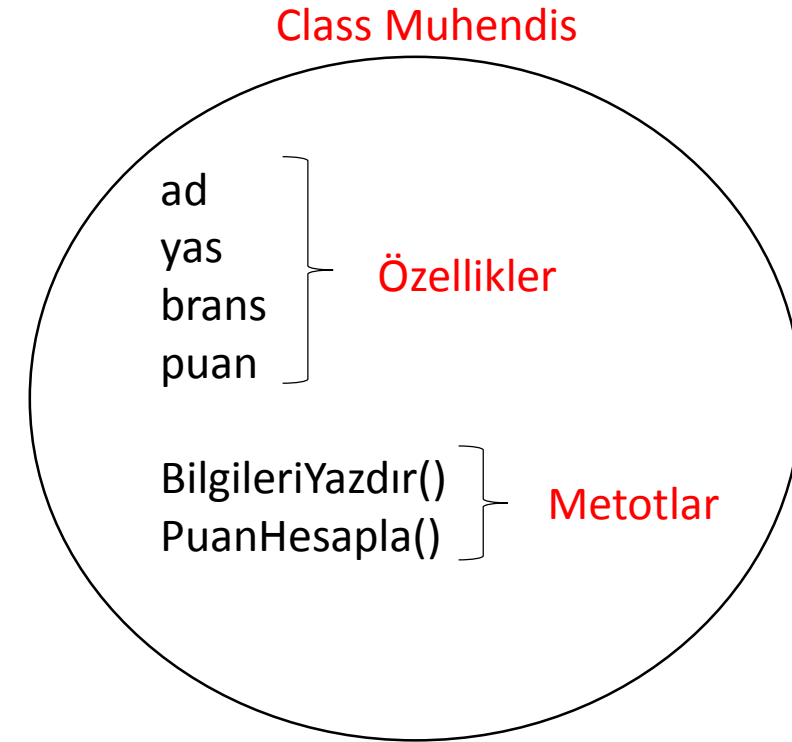 Class Muhendis
ad
yas
brans
puan
Özellikler
BilgileriYazdır()
PuanHesapla()
Metotlar